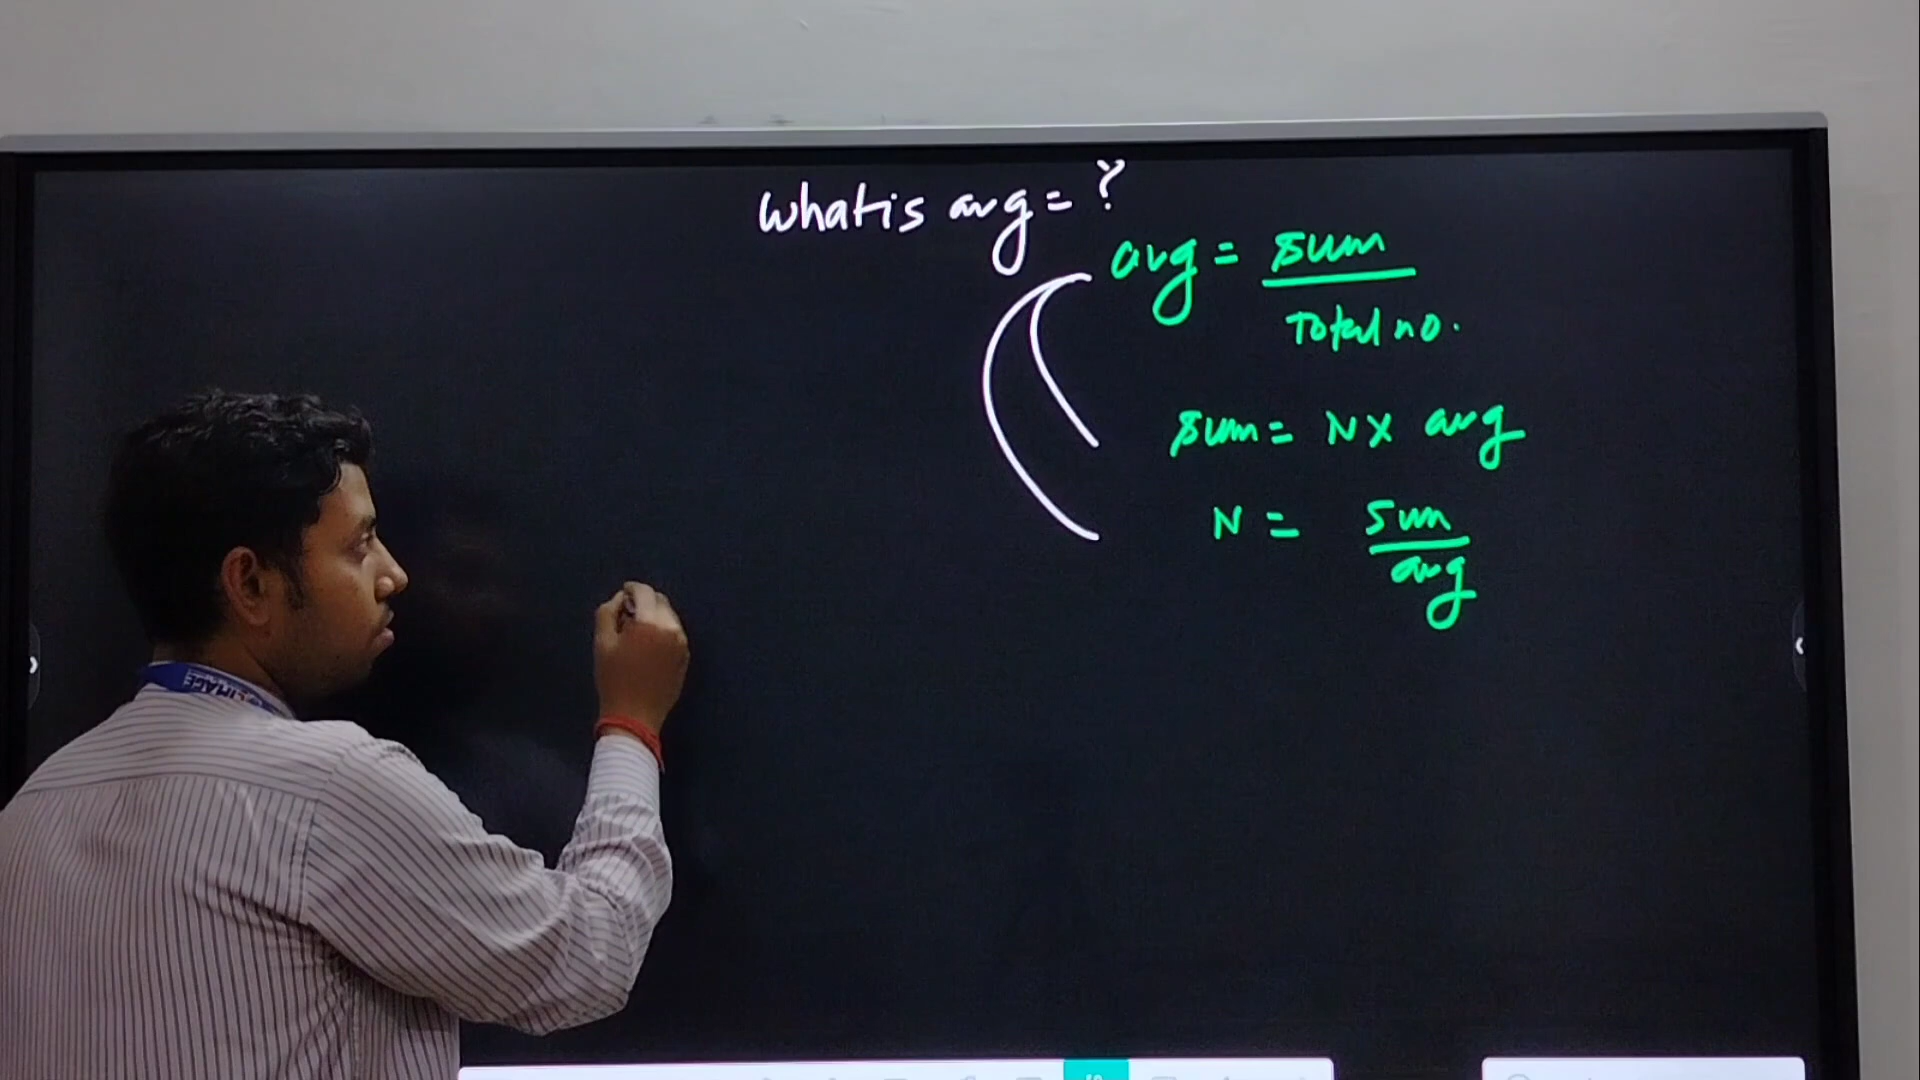 What is avg = ?
avg = sum / Total no.
sum = N X avg
N = sum / avg